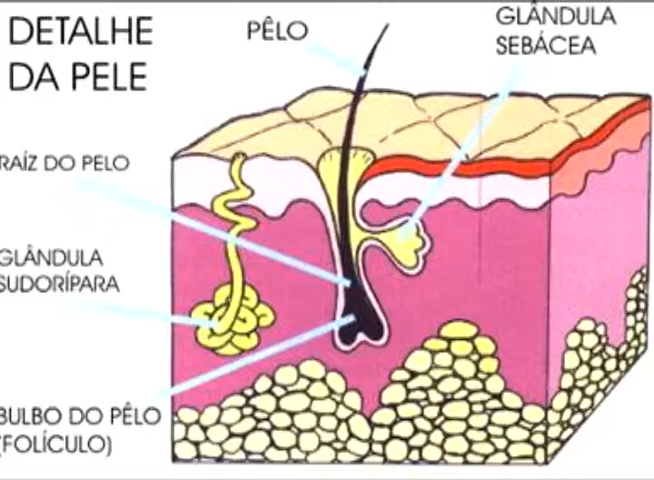 DETALHE
DA PELE
PÊLO
GLÂNDULA
SEBÁCEA
RAÍZ DO PELO
GLÂNDULA
SUDORÍPARA
BULBO DO PÊLO
(FOLÍCULO)